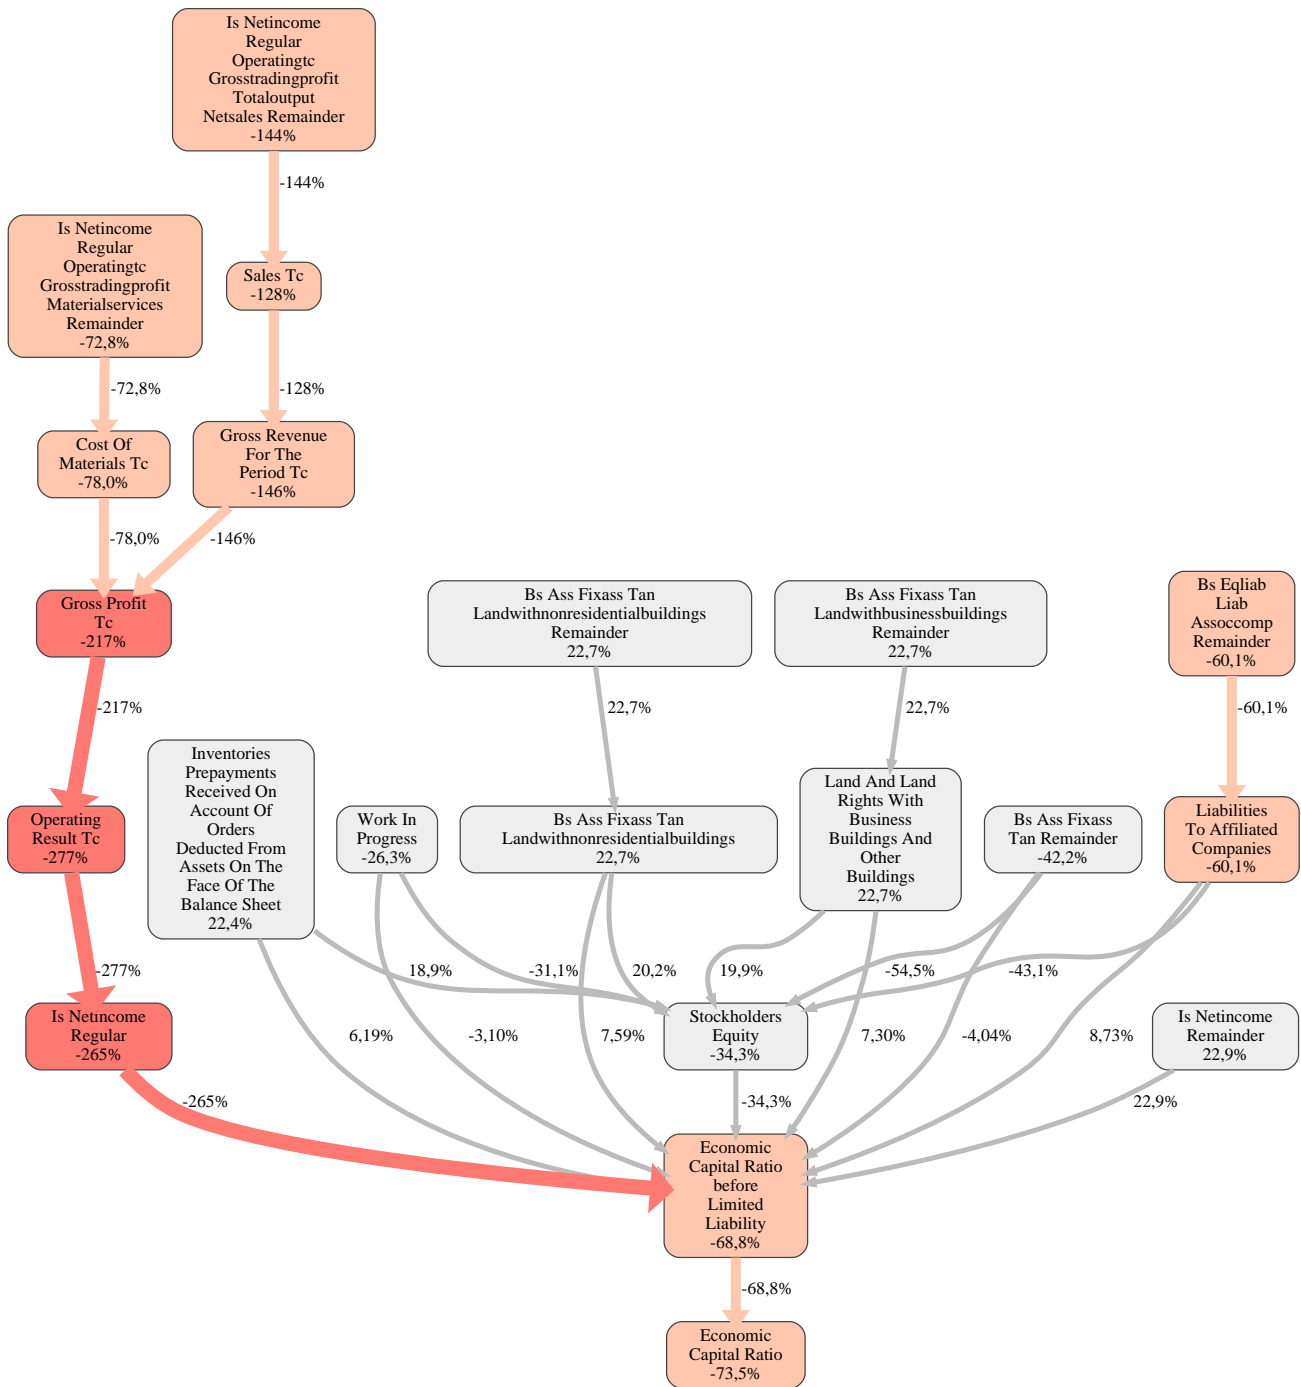 Is Netincome
Regular
Operatingtc
Grosstradingprofit
Totaloutput
Netsales Remainder
-144%
-144%
Is Netincome
Regular
Operatingtc
Grosstradingprofit
Materialservices
Remainder
-72,8%
Sales Tc
-128%
-72,8%
-128%
Cost Of
Materials Tc
-78,0%
Gross Revenue
For The
Period Tc
-146%
-78,0%
-146%
Gross Profit
Tc
-217%
Bs Ass Fixass Tan
Landwithnonresidentialbuildings
Remainder
22,7%
Bs Ass Fixass Tan
Landwithbusinessbuildings
Remainder
22,7%
Bs Eqliab
Liab
Assoccomp
Remainder
-60,1%
-217%
22,7%
22,7%
-60,1%
Operating
Result Tc
-277%
Inventories
Prepayments
Received On
Account Of
Orders
Deducted From
Assets On The
Face Of The
Balance Sheet
22,4%
Work In
Progress
-26,3%
Bs Ass Fixass Tan
Landwithnonresidentialbuildings
22,7%
Land And Land
Rights With
Business
Buildings And
Other
Buildings
22,7%
Bs Ass Fixass
Tan Remainder
-42,2%
Liabilities
To Affiliated
Companies
-60,1%
-277%
18,9%
-31,1%
20,2%
19,9%
-54,5%
-43,1%
Is Netincome
Regular
-265%
6,19%
-3,10%
7,59%
Stockholders
Equity
-34,3%
7,30%
-4,04%
8,73%
Is Netincome
Remainder
22,9%
-265%
-34,3%
22,9%
Economic
Capital Ratio
before
Limited
Liability
-68,8%
-68,8%
Economic
Capital Ratio
-73,5%